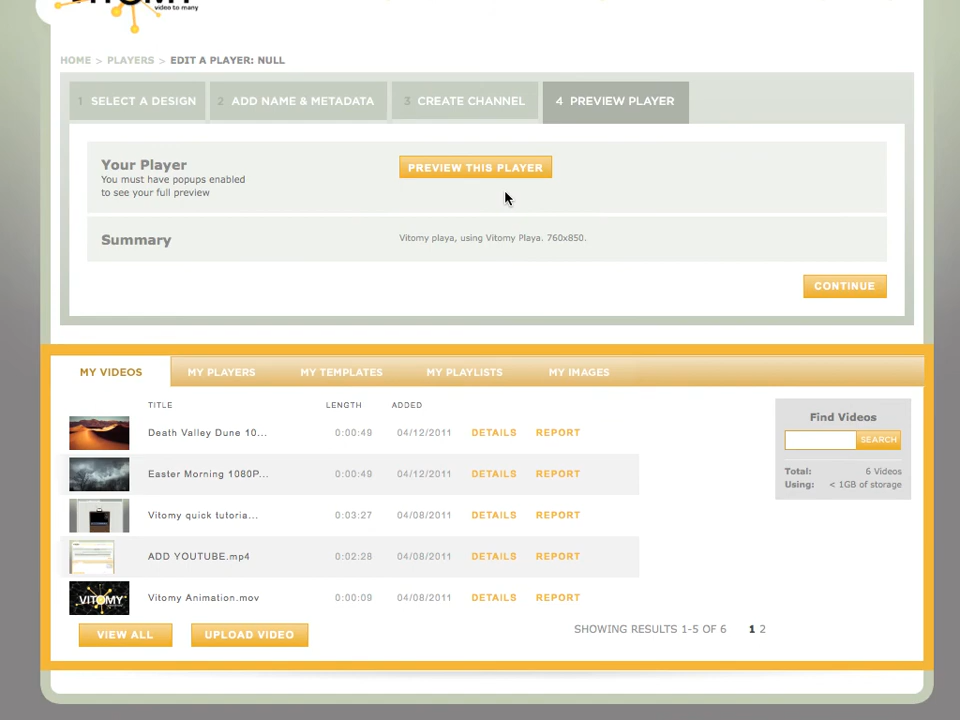 VITOMY
video to many
HOME > PLAYERS > EDIT A PLAYER: NULL
1 SELECT A DESIGN 2 ADD NAME & METADATA 3 CREATE CHANNEL 4 PREVIEW PLAYER
Your Player
You must have popups enabled
to see your full preview
PREVIEW THIS PLAYER
Summary
Vitomy playa, using Vitomy Playa. 760x850.
CONTINUE
MY VIDEOS MY PLAYERS MY TEMPLATES MY PLAYLISTS MY IMAGES
TITLE LENGTH ADDED
Death Valley Dune 10... 0:00:49 04/12/2011 DETAILS REPORT
Easter Morning 1080P... 0:00:49 04/12/2011 DETAILS REPORT
Vitomy quick tutoria... 0:03:27 04/08/2011 DETAILS REPORT
ADD YOUTUBE.mp4 0:02:28 04/08/2011 DETAILS REPORT
VITOMY
Vitomy Animation.mov 0:00:09 04/08/2011 DETAILS REPORT
VIEW ALL UPLOAD VIDEO
SHOWING RESULTS 1-5 OF 6 1 2
Find Videos
SEARCH
Total: 6 Videos
Using: < 1GB of storage